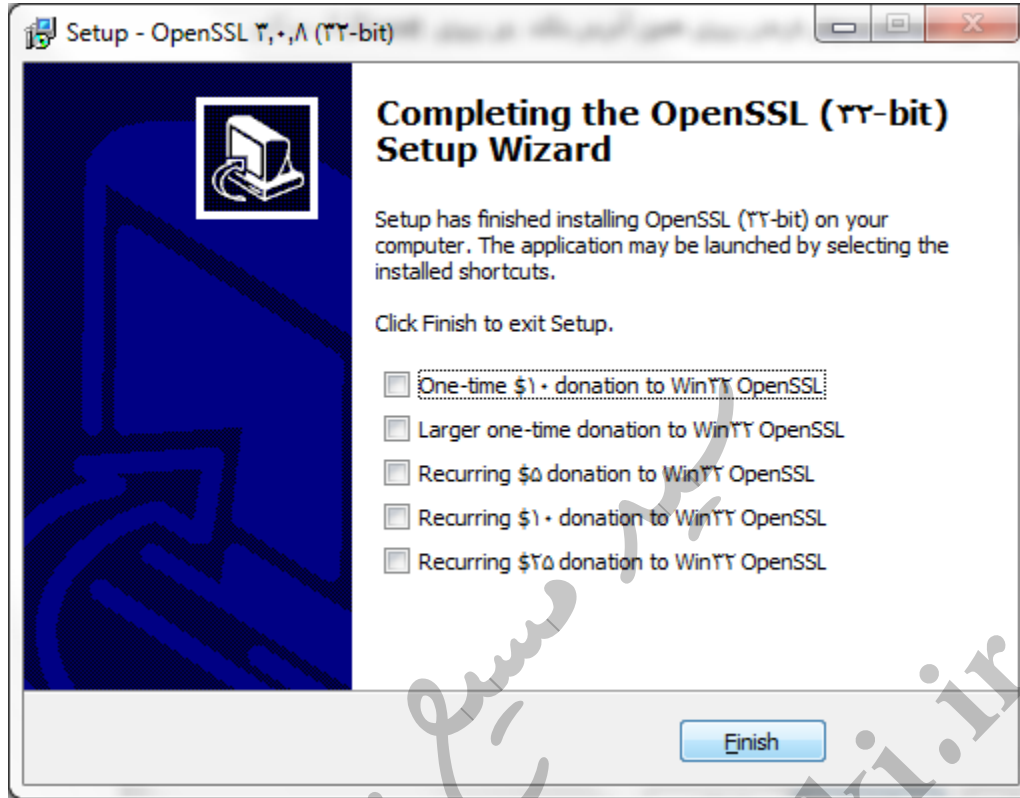 Setup - OpenSSL ۳,۰,۸ (۳۲-bit)
Completing the OpenSSL (۳۲-bit)
Setup Wizard
Setup has finished installing OpenSSL (۳۲-bit) on your
computer. The application may be launched by selecting the
installed shortcuts.
Click Finish to exit Setup.
One-time $۱۰ donation to Win۳۲ OpenSSL
Larger one-time donation to Win۳۲ OpenSSL
Recurring $۵ donation to Win۳۲ OpenSSL
Recurring $۱۰ donation to Win۳۲ OpenSSL
Recurring $۲۵ donation to Win۳۲ OpenSSL
Finish